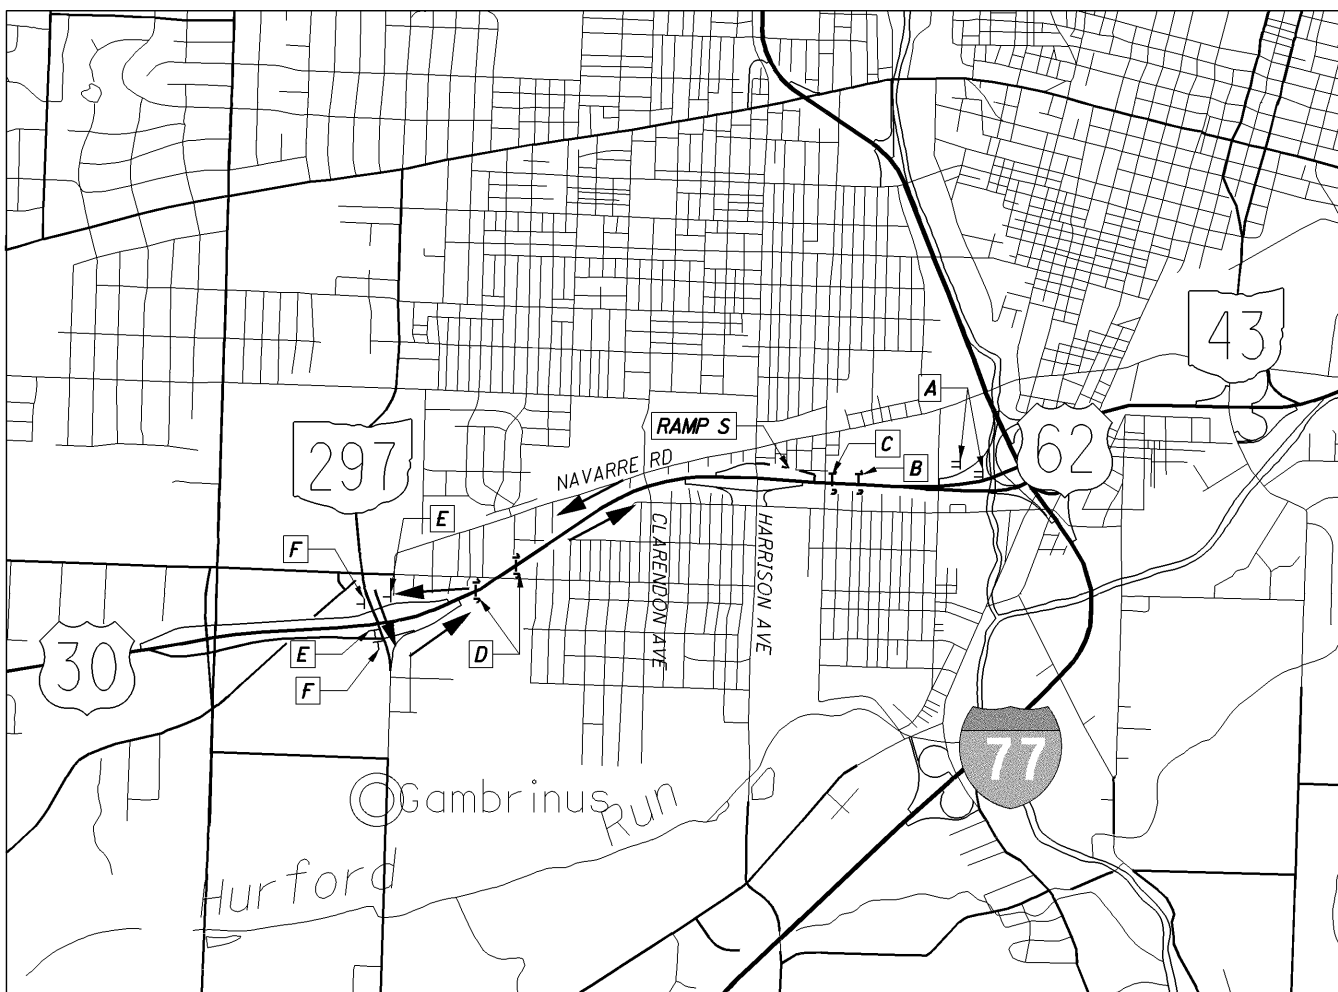 43
A
RAMP S
C
62
297
NAVARRE RD
B
E
F
CLARENDON AVE
HARRISON AVE
30
E
D
F
77
Gambrinus
Run
Hurford